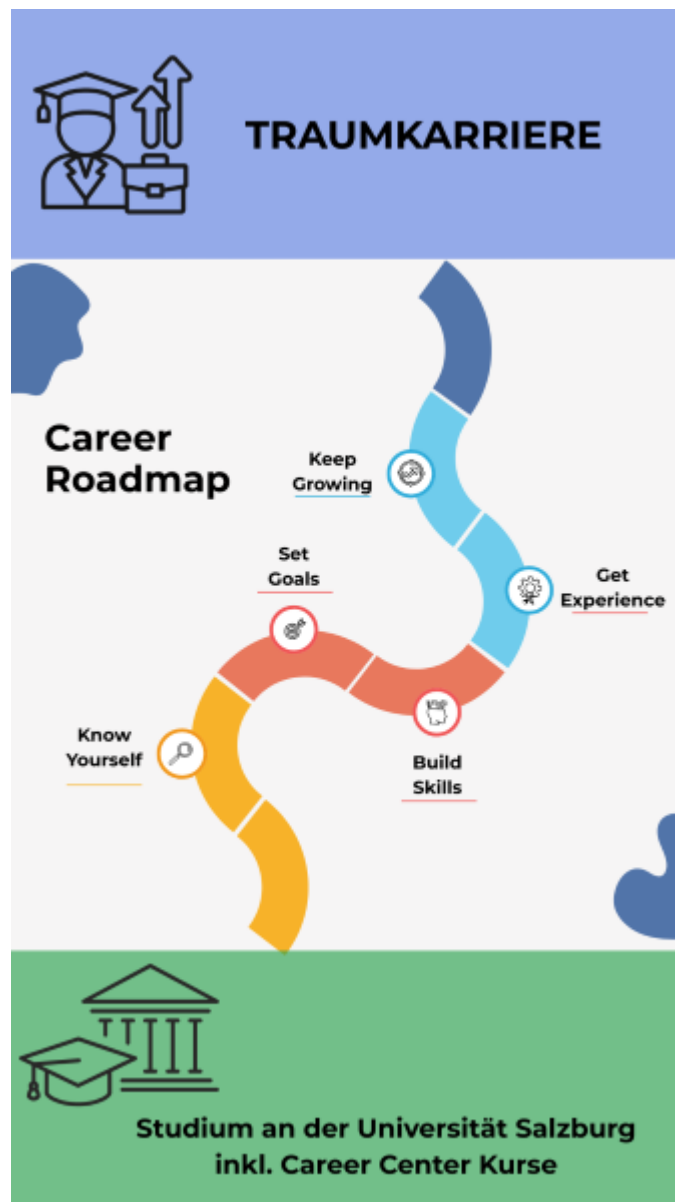 TRAUMKARRIERE
Career
Roadmap
Keep
Growing
Set
Goals
Get
Experience
Know
Yourself
Build
Skills
Studium an der Universität Salzburg
inkl. Career Center Kurse